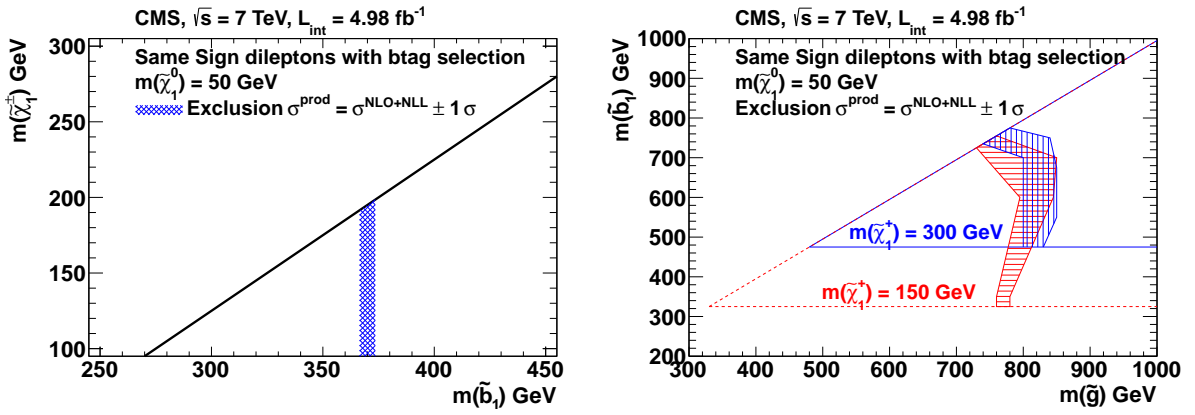 CMS, √s = 7 TeV, L_int = 4.98 fb⁻¹
Same Sign dileptons with btag selection
m(χ̃₁⁰) = 50 GeV
Exclusion σ^prod = σ^NLO+NLL ± 1 σ
m(χ̃₁^±) GeV
300
250
200
150
100
250 300 350 400 450
m(b̃₁) GeV
CMS, √s = 7 TeV, L_int = 4.98 fb⁻¹
Same Sign dileptons with btag selection
m(χ̃₁⁰) = 50 GeV
Exclusion σ^prod = σ^NLO+NLL ± 1 σ
m(b̃₁) GeV
1000
900
800
700
600
500
400
300
200
m(χ̃₁⁺) = 300 GeV
m(χ̃₁⁺) = 150 GeV
300 400 500 600 700 800 900 1000
m(g̃) GeV